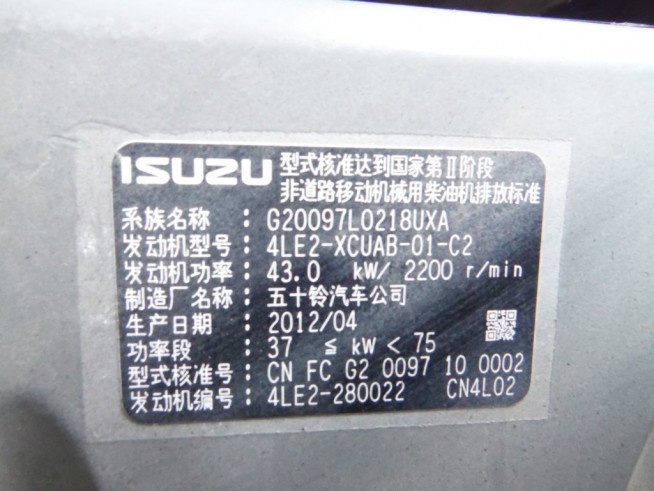 ISUZU 型式核准达到国家第Ⅱ阶段
非道路移动机械用柴油机排放标准
系族名称 : G20097L0218UXA
发动机型号: 4LE2-XCUAB-01-C2
发动机功率: 43.0 kW/ 2200 r/min
制造厂名称: 五十铃汽车公司
生产日期 : 2012/04
功率段 : 37 ≦ kW < 75
型式核准号: CN FC G2 0097 10 0002
发动机编号: 4LE2-280022 CN4L02